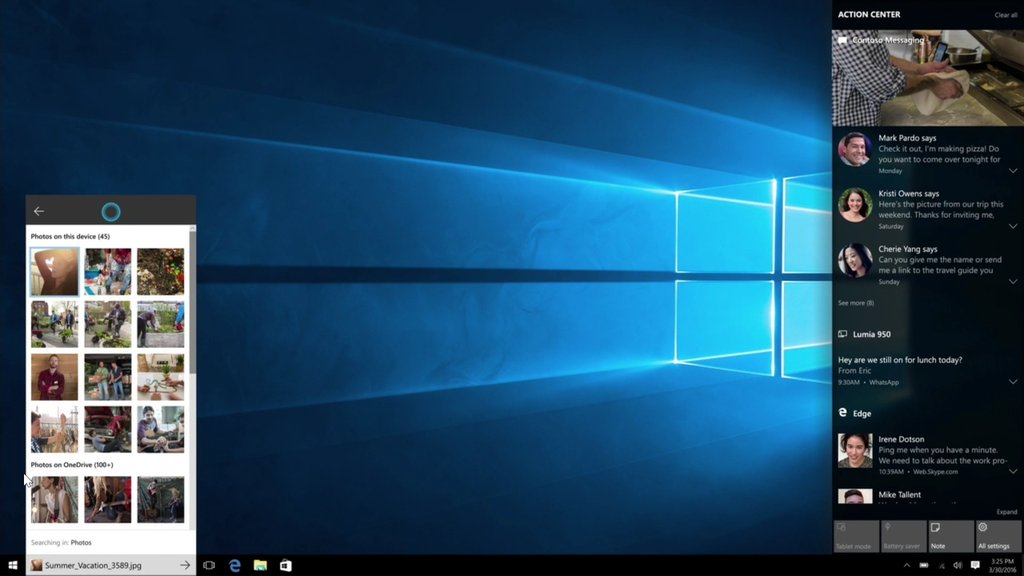 Photos on this device (45)
Photos on OneDrive (100+)
Searching in: Photos
Summer_Vacation_3589.jpg
ACTION CENTER
Clear all
Contoso Messaging
Mark Pardo says
Check it out, I'm making pizza! Do
you want to come over tonight for
Monday
Kristi Owens says
Here's the picture from our trip this
weekend. Thanks for inviting me,
Saturday
Cherie Yang says
Can you give me the name or send
me a link to the travel guide you
Sunday
See more (8)
Lumia 950
Hey are we still on for lunch today?
From Eric
9:30AM • WhatsApp
Edge
Irene Dotson
Ping me when you have a minute.
We need to talk about the work pro-
10:39AM • Web.Skype.com
Mike Tallent
Expand
Tablet mode
Battery saver
Note
All settings
3:25 PM
3/30/2016